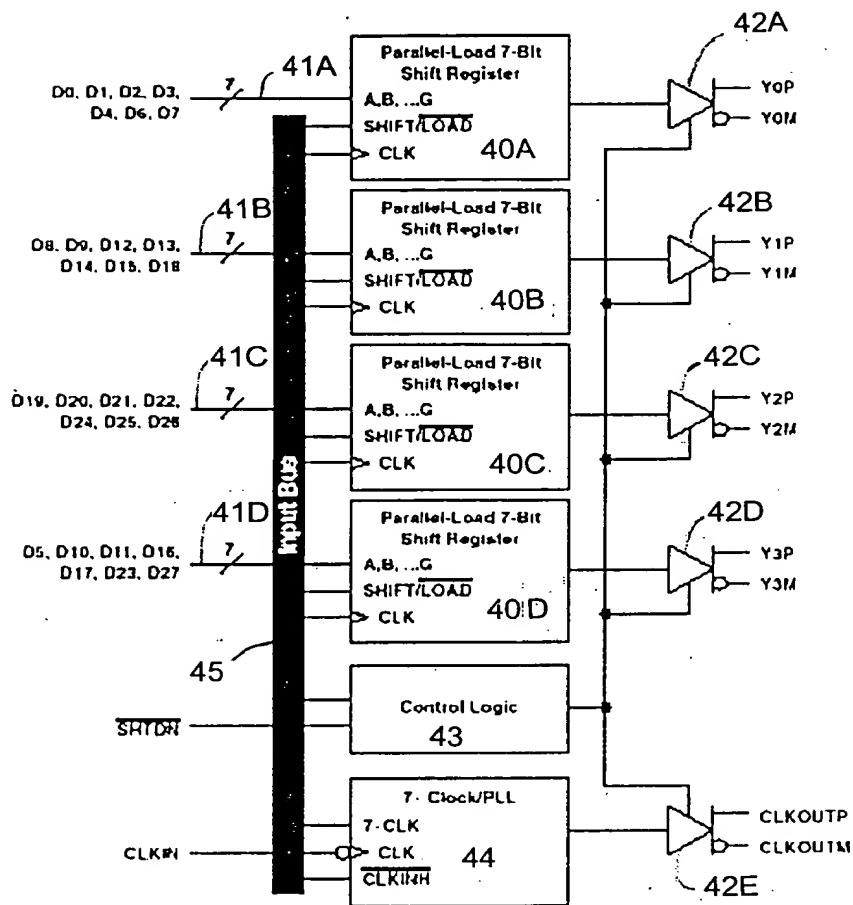 42A
Parallel-Load 7-Bit
Shift Register
41A
7
D0, D1, D2, D3,
D4, D6, D7
A,B, ...G
SHIFT/LOAD
CLK
40A
Y0P
Y0M
42B
Parallel-Load 7-Bit
Shift Register
41B
7
D8, D9, D12, D13,
D14, D15, D18
A,B, ...G
SHIFT/LOAD
CLK
40B
Y1P
Y1M
42C
Parallel-Load 7-Bit
Shift Register
41C
7
D19, D20, D21, D22,
D24, D25, D26
A,B, ...G
SHIFT/LOAD
CLK
40C
Y2P
Y2M
Input Bus
42D
Parallel-Load 7-Bit
Shift Register
41D
7
D5, D10, D11, D16,
D17, D23, D27
A,B, ...G
SHIFT/LOAD
CLK
40D
Y3P
Y3M
45
SHTDN
Control Logic
43
7- Clock/PLL
7-CLK
CLKIN
CLK
CLKINH
44
CLKOUTP
CLKOUTM
42E